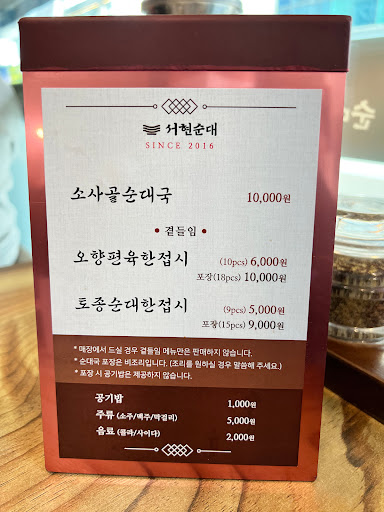 서현순대
SINCE 2016
소사골순대국 10,000원
• 곁들임 •
오향편육한접시 (10pcs) 6,000원
포장(18pcs) 10,000원
토종순대한접시 (9pcs) 5,000원
포장(15pcs) 9,000원
* 매장에서 드실 경우 곁들임 메뉴만은 판매하지 않습니다.
* 순대국 포장은 비조리입니다. (조리를 원하실 경우 말씀해 주세요.)
* 포장 시 공기밥은 제공하지 않습니다.
공기밥 1,000원
주류 (소주/맥주/막걸리) 5,000원
음료 (콜라/사이다) 2,000원